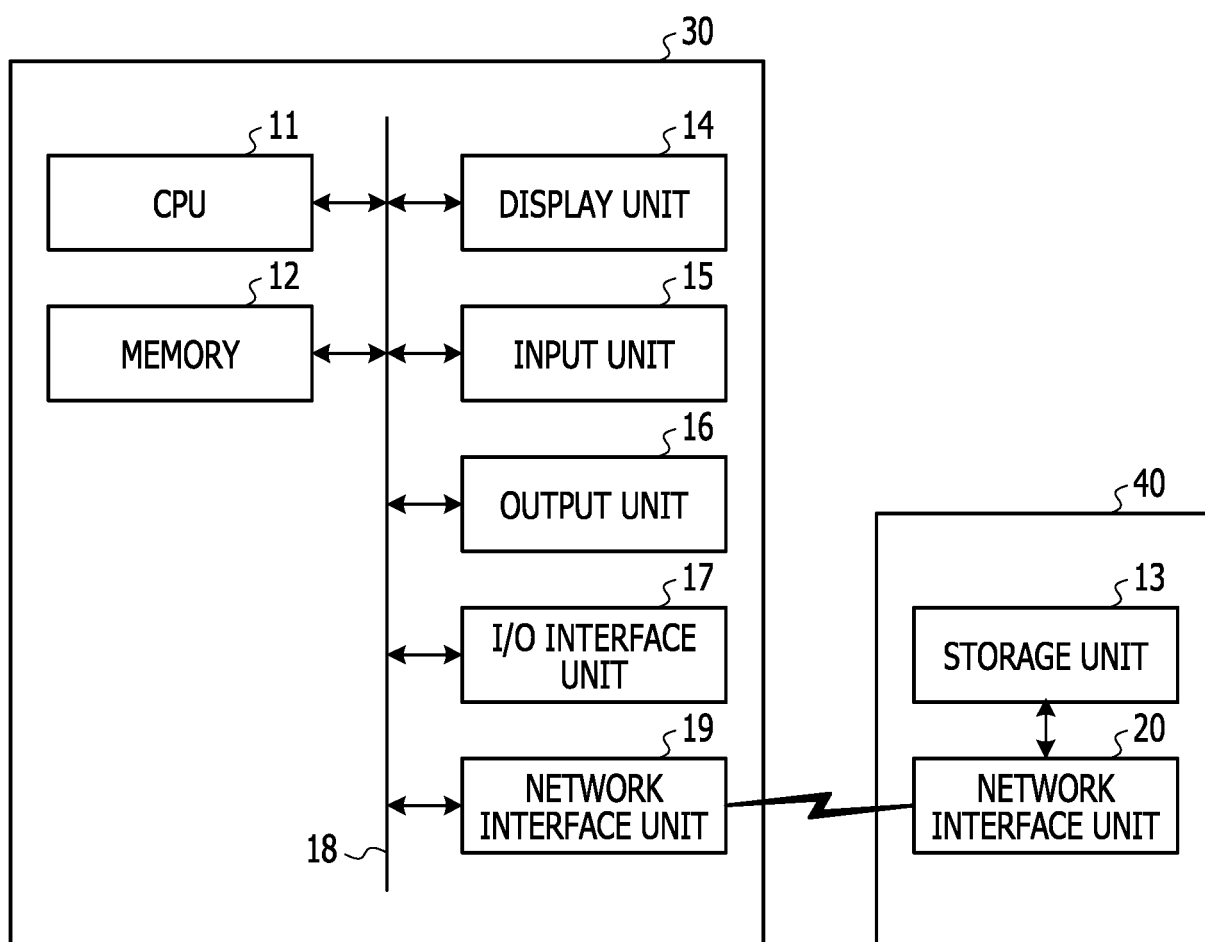 30
11
CPU
14
DISPLAY UNIT
12
MEMORY
15
INPUT UNIT
16
OUTPUT UNIT
17
I/O INTERFACE
UNIT
19
NETWORK
INTERFACE UNIT
18
40
13
STORAGE UNIT
20
NETWORK
INTERFACE UNIT